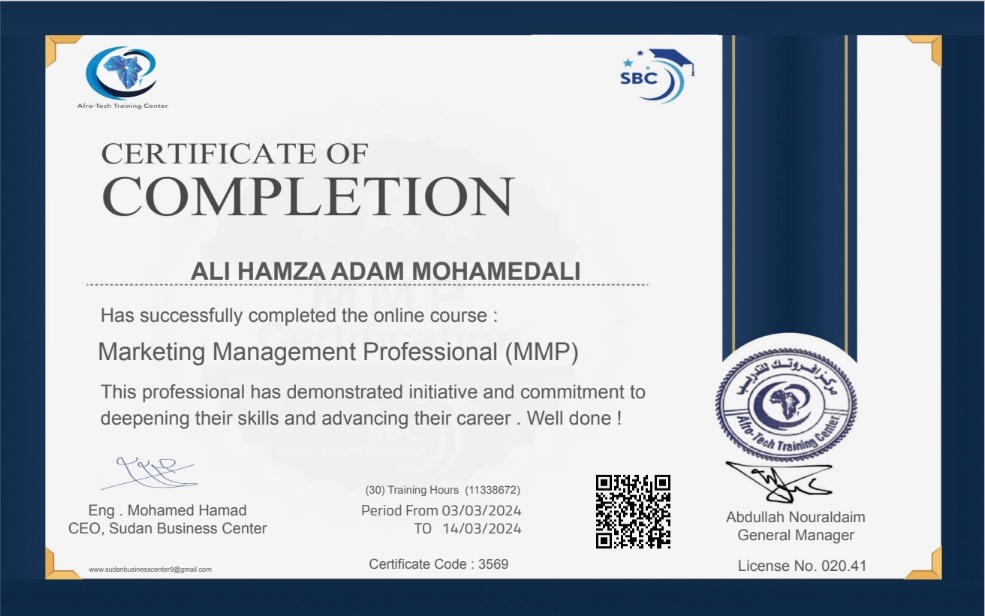 Afro-Tech Training Center
SBC
CERTIFICATE OF
COMPLETION
ALI HAMZA ADAM MOHAMEDALI
MMP
Certification
Has successfully completed the online course :
Marketing Management Professional (MMP)
This professional has demonstrated initiative and commitment to
deepening their skills and advancing their career . Well done !
مركز افروتك للتدريب
Afro-Tech Training Center
Eng . Mohamed Hamad
CEO, Sudan Business Center
www.sudanbusinesscenter9@gmail.com
(30) Training Hours (11338672)
Period From 03/03/2024
TO 14/03/2024
Certificate Code : 3569
Abdullah Nouraldaim
General Manager
License No. 020.41